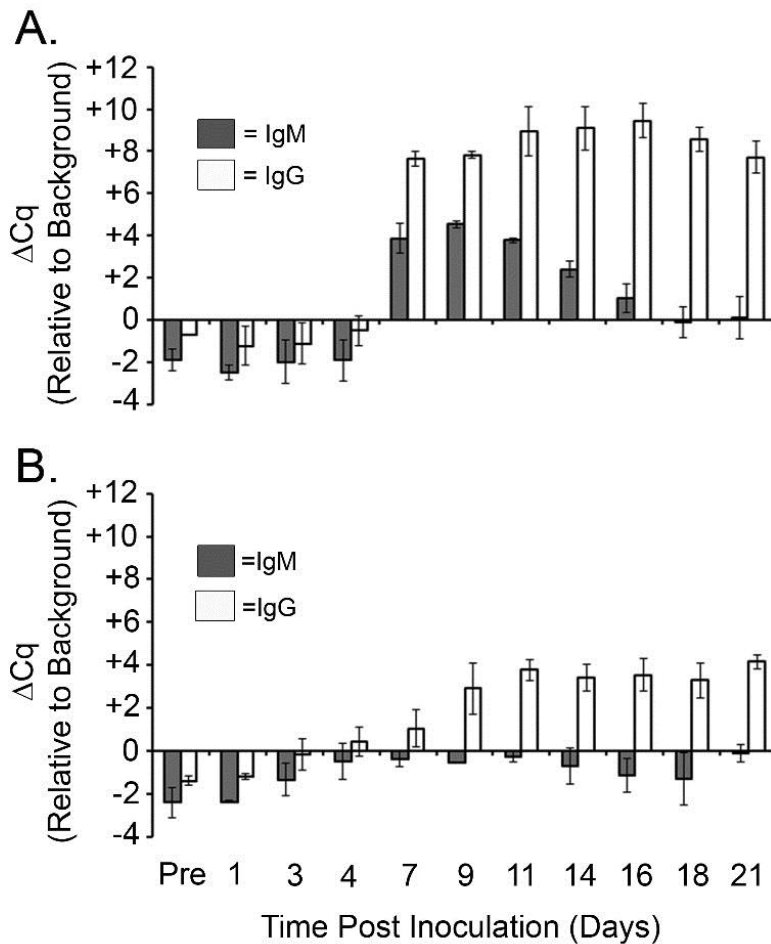 A.
ΔCq
(Relative to Background)
+12
+10
+8
+6
+4
+2
0
-2
-4
= IgM
= IgG
B.
ΔCq
(Relative to Background)
+12
+10
+8
+6
+4
+2
0
-2
-4
=IgM
=IgG
Pre 1 3 4 7 9 11 14 16 18 21
Time Post Inoculation (Days)